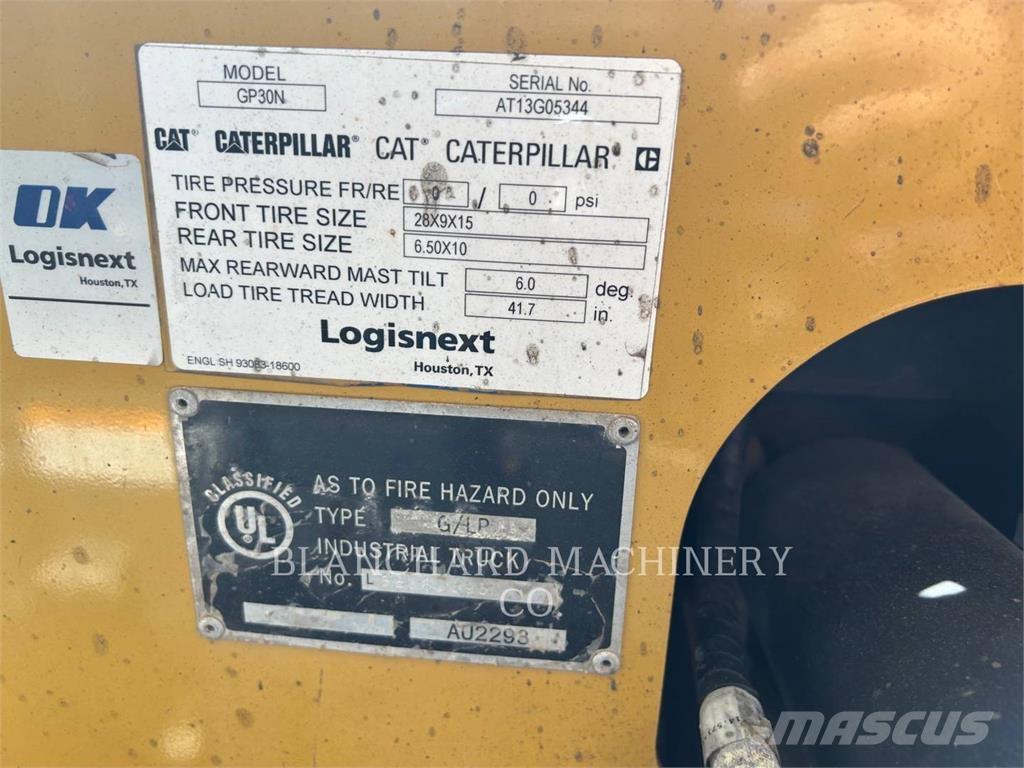 MODEL
GP30N
SERIAL No.
AT13G05344
CAT® CATERPILLAR® CAT® CATERPILLAR®
TIRE PRESSURE FR/RE 0 / 0 psi
FRONT TIRE SIZE 28X9X15
REAR TIRE SIZE 6.50X10
MAX REARWARD MAST TILT 6.0 deg.
LOAD TIRE TREAD WIDTH 41.7 in.
Logisnext
Houston, TX
ENGLISH 93083-18600
OK
Logisnext
Houston, TX
CLASSIFIED
UL
AS TO FIRE HAZARD ONLY
TYPE G/LP
INDUSTRIAL TRUCK
No. L
AU2293
BLANCHARD MACHINERY
CO.
MASCUS